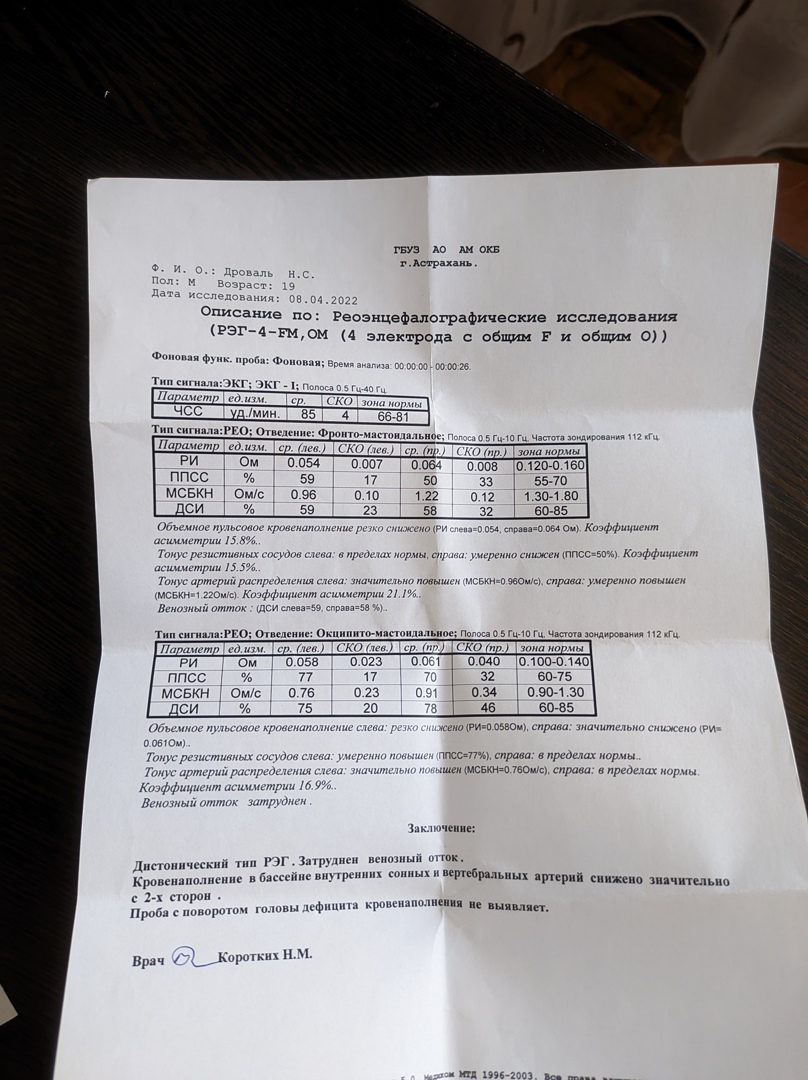 ГБУЗ АО АМ ОКБ
г.Астрахань.
Ф. И. О.: Дроваль Н.С.
Пол: М Возраст: 19
Дата исследования: 08.04.2022
Описание по: Реоэнцефалографические исследования
(РЭГ-4-FM,OM (4 электрода с общим F и общим O))
Фоновая функ. проба: Фоновая; Время анализа: 00:00:00 - 00:00:26.
Тип сигнала:ЭКГ; ЭКГ - I; Полоса 0.5 Гц-40 Гц.
Параметр ед.изм. ср. СКО зона нормы
ЧСС уд./мин. 85 4 66-81
Тип сигнала:РЕО; Отведение: Фронто-мастоидальное; Полоса 0.5 Гц-10 Гц, Частота зондирования 112 кГц.
Параметр ед.изм. ср. (лев.) СКО (лев.) ср. (пр.) СКО (пр.) зона нормы
РИ Ом 0.054 0.007 0.064 0.008 0.120-0.160
ППСС % 59 17 50 33 55-70
МСБКН Ом/с 0.96 0.10 1.22 0.12 1.30-1.80
ДСИ % 59 23 58 32 60-85
Объемное пульсовое кровенаполнение резко снижено (РИ слева=0.054, справа=0.064 Ом). Коэффициент
асимметрии 15.8%..
Тонус резистивных сосудов слева: в пределах нормы, справа: умеренно снижен (ППСС=50%). Коэффициент
асимметрии 15.5%..
Тонус артерий распределения слева: значительно повышен (МСБКН=0.96Ом/с), справа: умеренно повышен
(МСБКН=1.22Ом/с). Коэффициент асимметрии 21.1%..
Венозный отток : (ДСИ слева=59, справа=58 %)..
Тип сигнала:РЕО; Отведение: Окципито-мастоидальное; Полоса 0.5 Гц-10 Гц, Частота зондирования 112 кГц.
Параметр ед.изм. ср. (лев.) СКО (лев.) ср. (пр.) СКО (пр.) зона нормы
РИ Ом 0.058 0.023 0.061 0.040 0.100-0.140
ППСС % 77 17 70 32 60-75
МСБКН Ом/с 0.76 0.23 0.91 0.34 0.90-1.30
ДСИ % 75 20 78 46 60-85
Объемное пульсовое кровенаполнение слева: резко снижено (РИ=0.058Ом), справа: значительно снижено (РИ=
0.061Ом)..
Тонус резистивных сосудов слева: умеренно повышен (ППСС=77%), справа: в пределах нормы..
Тонус артерий распределения слева: значительно повышен (МСБКН=0.76Ом/с), справа: в пределах нормы.
Коэффициент асимметрии 16.9%..
Венозный отток затруднен .
Заключение:
Дистонический тип РЭГ . Затруднен венозный отток .
Кровенаполнение в бассейне внутренних сонных и вертебральных артерий снижено значительно
с 2-х сторон .
Проба с поворотом головы дефицита кровенаполнения не выявляет.
Врач Коротких Н.М.
МТД 1996-2003. Все права